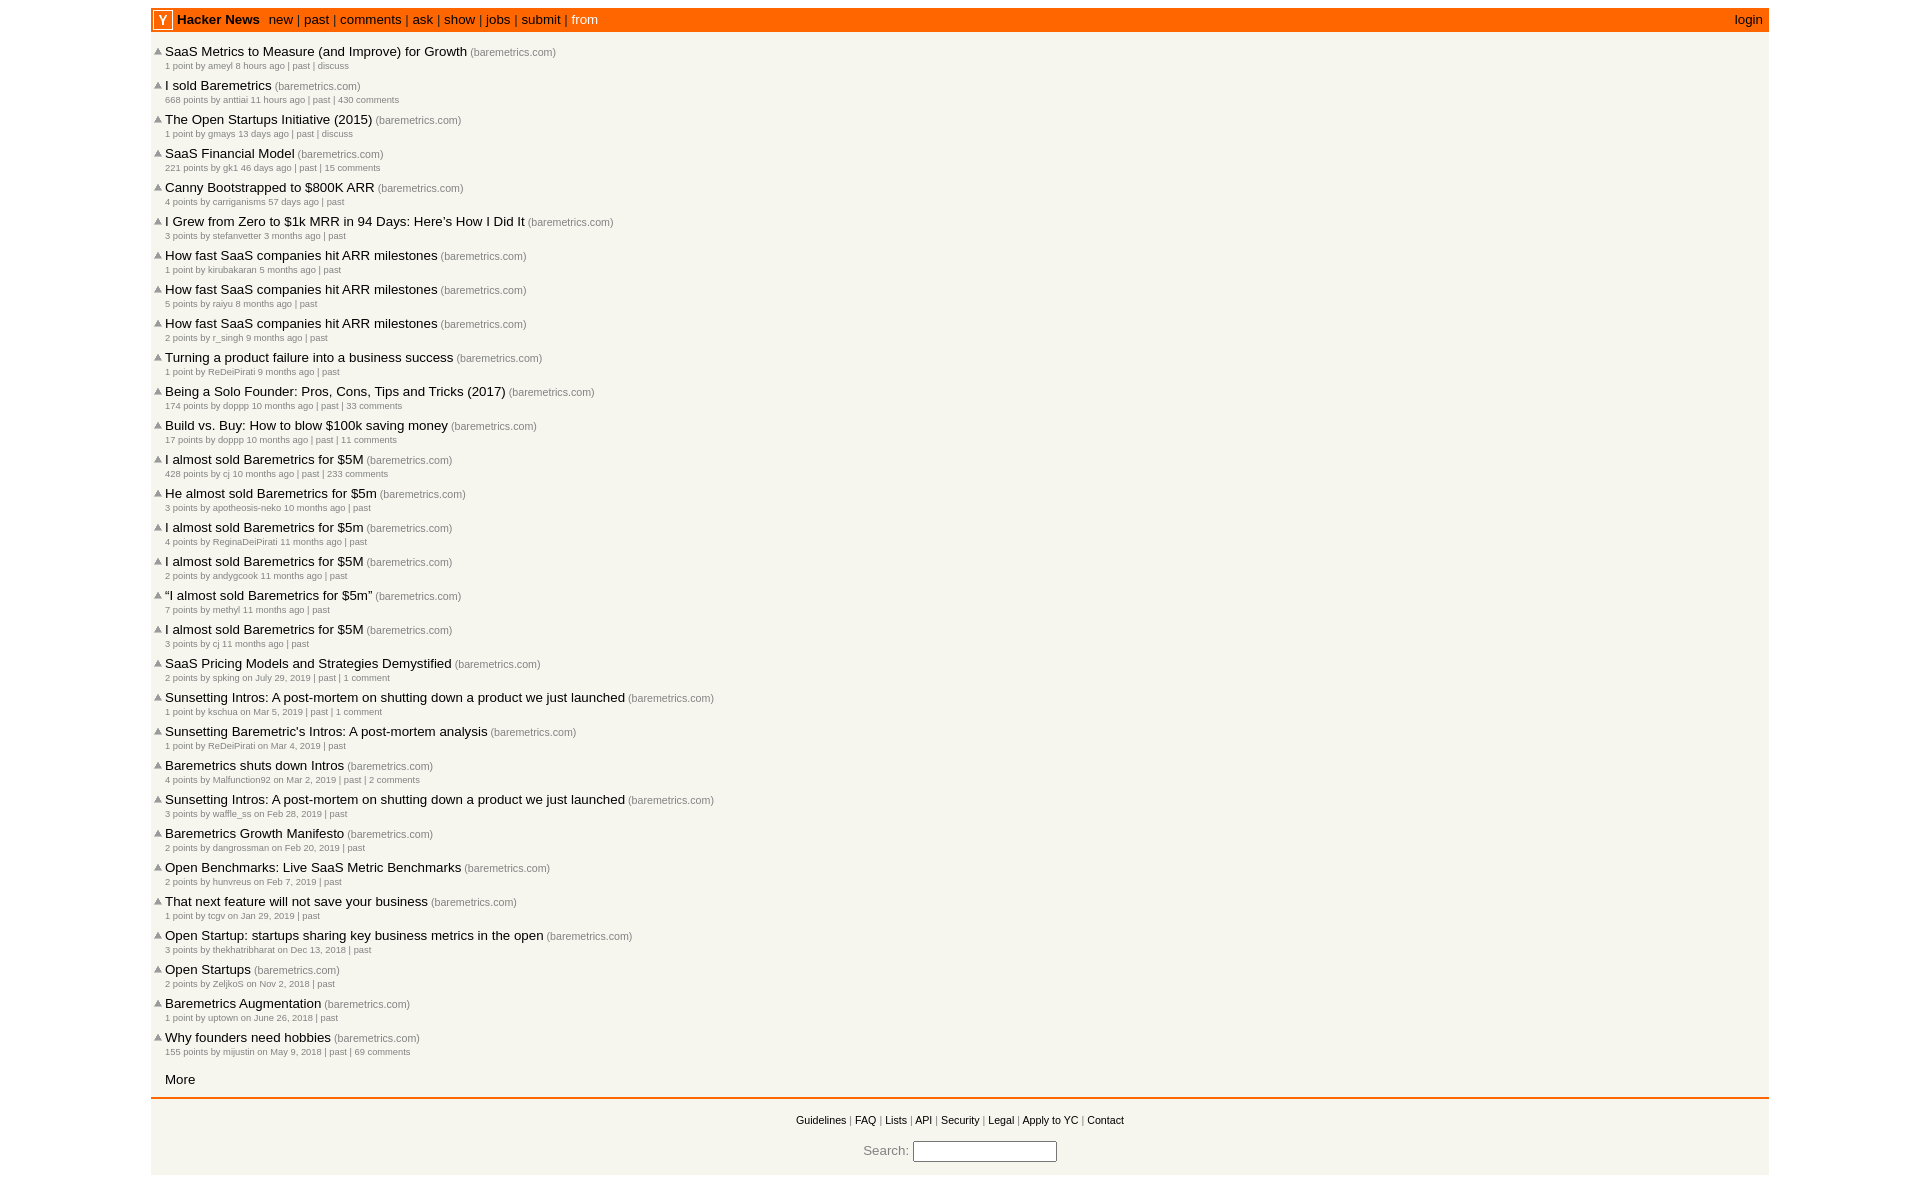 Y Hacker News new | past | comments | ask | show | jobs | submit | from login
SaaS Metrics to Measure (and Improve) for Growth (baremetrics.com)
1 point by ameyl 8 hours ago | past | discuss
I sold Baremetrics (baremetrics.com)
668 points by anttiai 11 hours ago | past | 430 comments
The Open Startups Initiative (2015) (baremetrics.com)
1 point by gmays 13 days ago | past | discuss
SaaS Financial Model (baremetrics.com)
221 points by gk1 46 days ago | past | 15 comments
Canny Bootstrapped to $800K ARR (baremetrics.com)
4 points by carriganisms 57 days ago | past
I Grew from Zero to $1k MRR in 94 Days: Here’s How I Did It (baremetrics.com)
3 points by stefanvetter 3 months ago | past
How fast SaaS companies hit ARR milestones (baremetrics.com)
1 point by kirubakaran 5 months ago | past
How fast SaaS companies hit ARR milestones (baremetrics.com)
5 points by raiyu 8 months ago | past
How fast SaaS companies hit ARR milestones (baremetrics.com)
2 points by r_singh 9 months ago | past
Turning a product failure into a business success (baremetrics.com)
1 point by ReDeiPirati 9 months ago | past
Being a Solo Founder: Pros, Cons, Tips and Tricks (2017) (baremetrics.com)
174 points by doppp 10 months ago | past | 33 comments
Build vs. Buy: How to blow $100k saving money (baremetrics.com)
17 points by doppp 10 months ago | past | 11 comments
I almost sold Baremetrics for $5M (baremetrics.com)
428 points by cj 10 months ago | past | 233 comments
He almost sold Baremetrics for $5m (baremetrics.com)
3 points by apotheosis-neko 10 months ago | past
I almost sold Baremetrics for $5m (baremetrics.com)
4 points by ReginaDeiPirati 11 months ago | past
I almost sold Baremetrics for $5M (baremetrics.com)
2 points by andygcook 11 months ago | past
“I almost sold Baremetrics for $5m” (baremetrics.com)
7 points by methyl 11 months ago | past
I almost sold Baremetrics for $5M (baremetrics.com)
3 points by cj 11 months ago | past
SaaS Pricing Models and Strategies Demystified (baremetrics.com)
2 points by spking on July 29, 2019 | past | 1 comment
Sunsetting Intros: A post-mortem on shutting down a product we just launched (baremetrics.com)
1 point by kschua on Mar 5, 2019 | past | 1 comment
Sunsetting Baremetric's Intros: A post-mortem analysis (baremetrics.com)
1 point by ReDeiPirati on Mar 4, 2019 | past
Baremetrics shuts down Intros (baremetrics.com)
4 points by Malfunction92 on Mar 2, 2019 | past | 2 comments
Sunsetting Intros: A post-mortem on shutting down a product we just launched (baremetrics.com)
3 points by waffle_ss on Feb 28, 2019 | past
Baremetrics Growth Manifesto (baremetrics.com)
2 points by dangrossman on Feb 20, 2019 | past
Open Benchmarks: Live SaaS Metric Benchmarks (baremetrics.com)
2 points by hunvreus on Feb 7, 2019 | past
That next feature will not save your business (baremetrics.com)
1 point by tcgv on Jan 29, 2019 | past
Open Startup: startups sharing key business metrics in the open (baremetrics.com)
3 points by thekhatribharat on Dec 13, 2018 | past
Open Startups (baremetrics.com)
2 points by ZeljkoS on Nov 2, 2018 | past
Baremetrics Augmentation (baremetrics.com)
1 point by uptown on June 26, 2018 | past
Why founders need hobbies (baremetrics.com)
155 points by mijustin on May 9, 2018 | past | 69 comments
More
Guidelines | FAQ | Lists | API | Security | Legal | Apply to YC | Contact
Search: